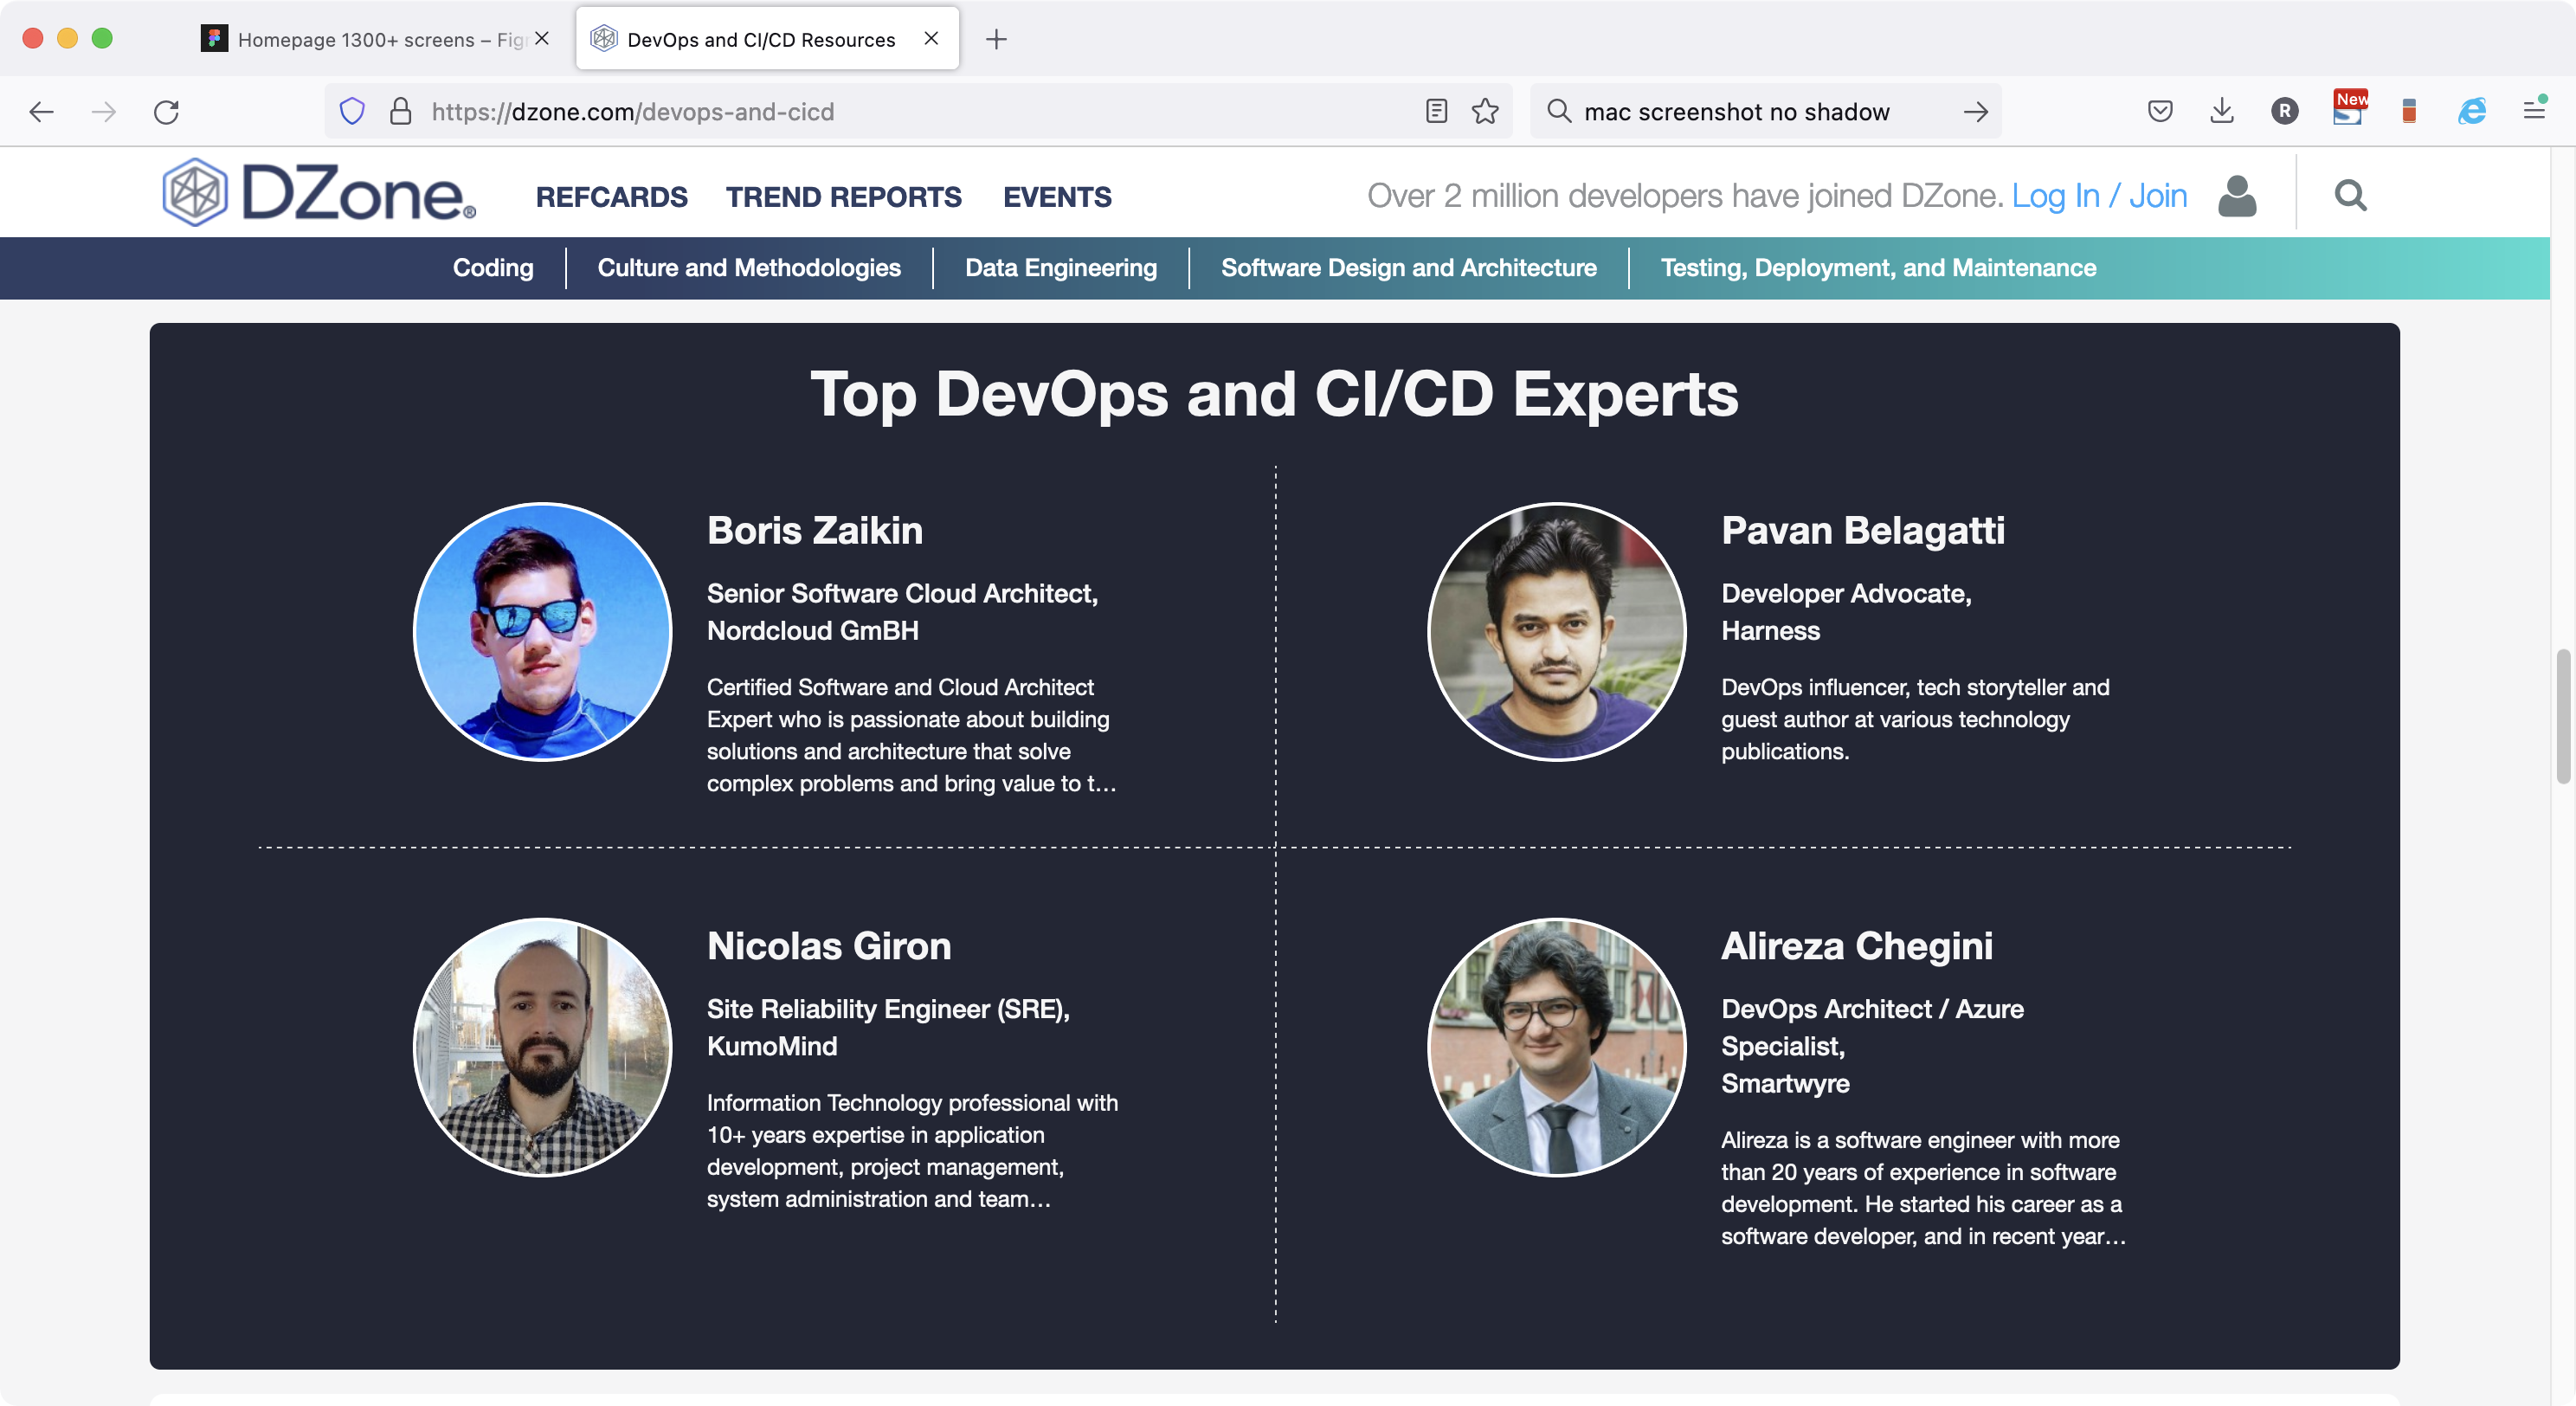 Homepage 1300+ screens – Fig
DevOps and CI/CD Resources
https://dzone.com/devops-and-cicd
mac screenshot no shadow
R
New
DZone®
REFCARDS TREND REPORTS EVENTS
Over 2 million developers have joined DZone. Log In / Join
Coding
Culture and Methodologies
Data Engineering
Software Design and Architecture
Testing, Deployment, and Maintenance
Top DevOps and CI/CD Experts
Boris Zaikin
Senior Software Cloud Architect,
Nordcloud GmBH
Certified Software and Cloud Architect
Expert who is passionate about building
solutions and architecture that solve
complex problems and bring value to t...
Pavan Belagatti
Developer Advocate,
Harness
DevOps influencer, tech storyteller and
guest author at various technology
publications.
Nicolas Giron
Site Reliability Engineer (SRE),
KumoMind
Information Technology professional with
10+ years expertise in application
development, project management,
system administration and team...
Alireza Chegini
DevOps Architect / Azure
Specialist,
Smartwyre
Alireza is a software engineer with more
than 20 years of experience in software
development. He started his career as a
software developer, and in recent year...